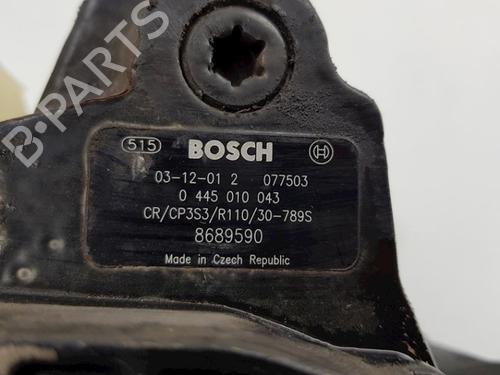 515 BOSCH
03-12-01 2 077503
0 445 010 043
CR/CP3S3/R110/30-789S
8689590
Made in Czech Republic
B-PARTS